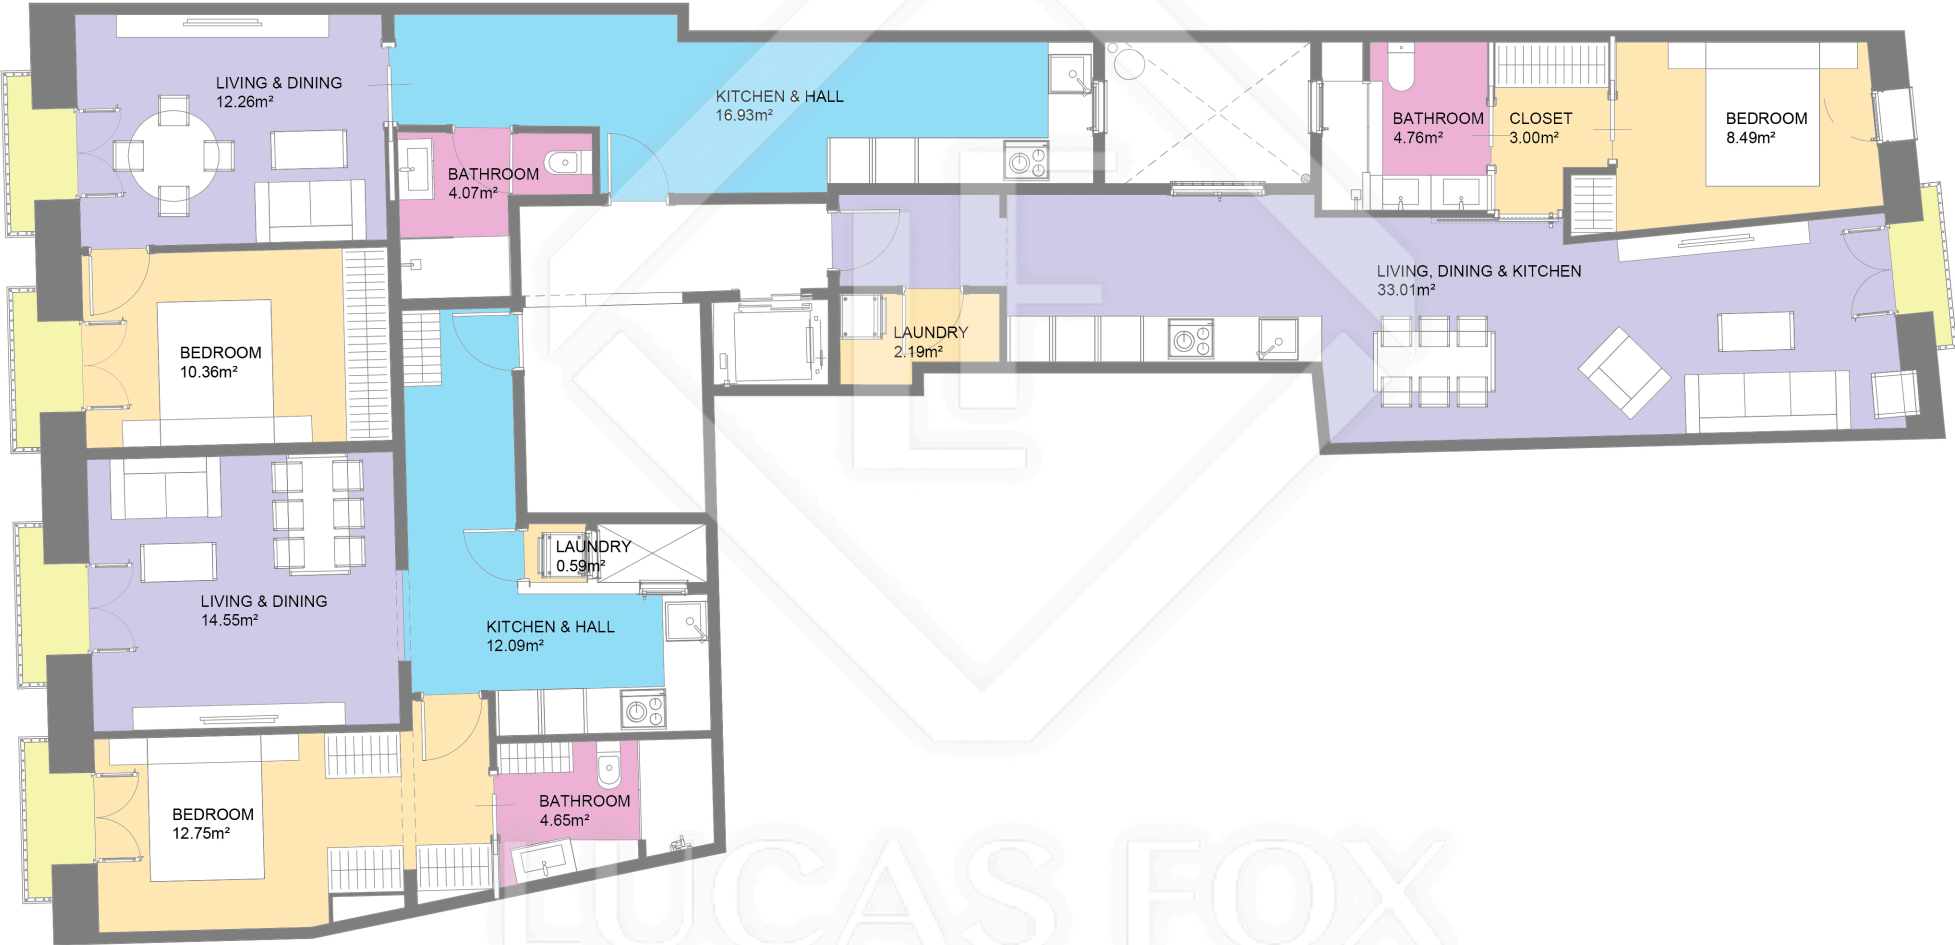 LIVING & DINING
12.26m²
KITCHEN & HALL
16.93m²
BATHROOM
4.07m²
BATHROOM
4.76m²
CLOSET
3.00m²
BEDROOM
8.49m²
LIVING, DINING & KITCHEN
33.01m²
LAUNDRY
2.19m²
BEDROOM
10.36m²
LAUNDRY
0.59m²
LIVING & DINING
14.55m²
KITCHEN & HALL
12.09m²
BEDROOM
12.75m²
BATHROOM
4.65m²
LUCAS FOX